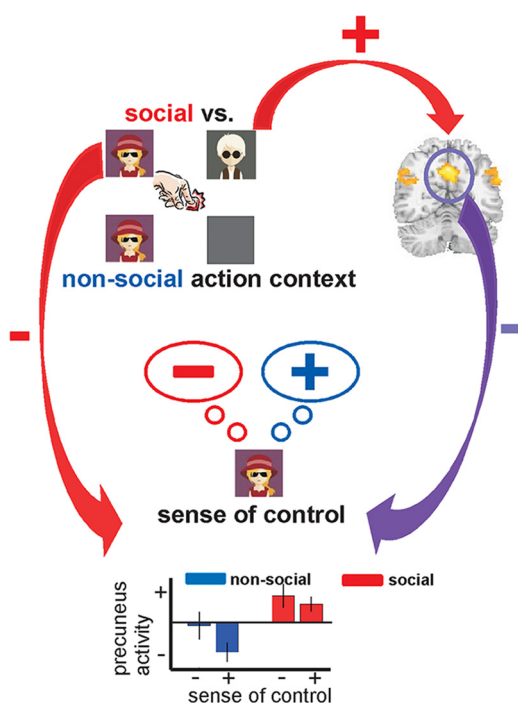 +
social vs.
non-social action context
-
-
- +
sense of control
non-social social
+
-
precuneus
activity
- + - +
sense of control